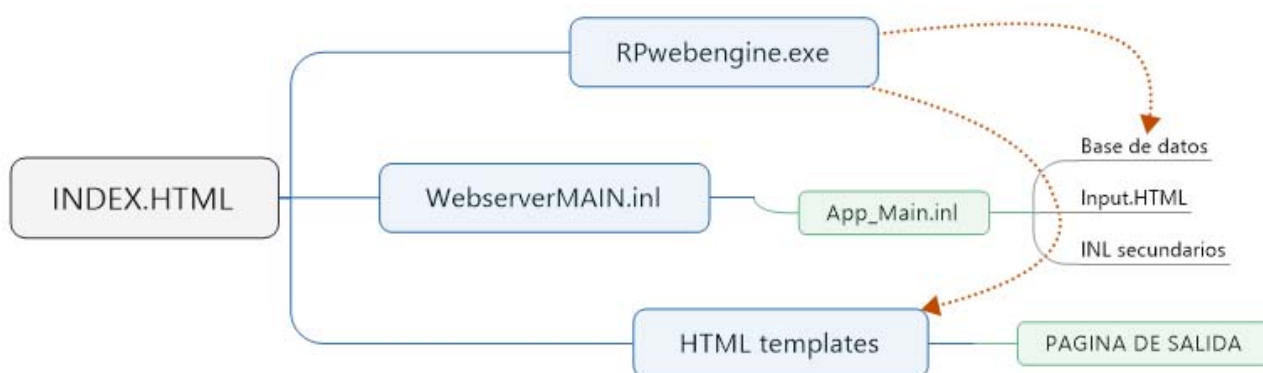 RPwebengine.exe
Base de datos
INDEX.HTML
WebserverMAIN.inl
App_Main.inl
Input.HTML
INL secundarios
HTML templates
PAGINA DE SALIDA